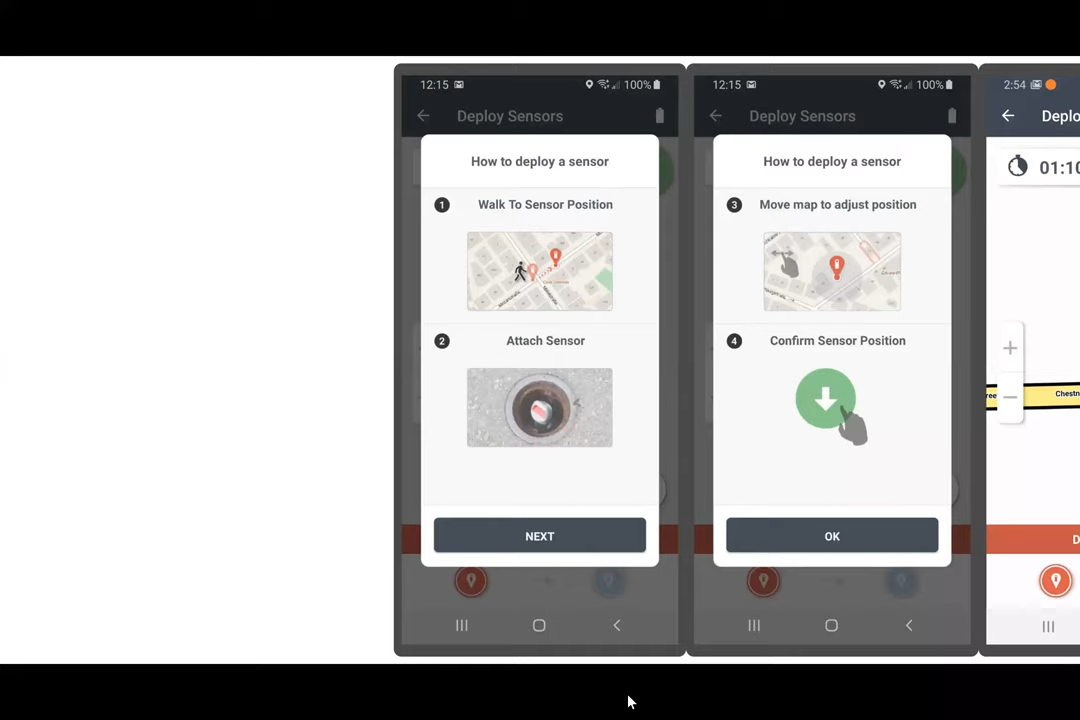 12:15
100%
Deploy Sensors
How to deploy a sensor
1 Walk To Sensor Position
2 Attach Sensor
NEXT
12:15
100%
Deploy Sensors
How to deploy a sensor
3 Move map to adjust position
4 Confirm Sensor Position
OK
2:54
Deplo
01:10
+
Chestn
−
D